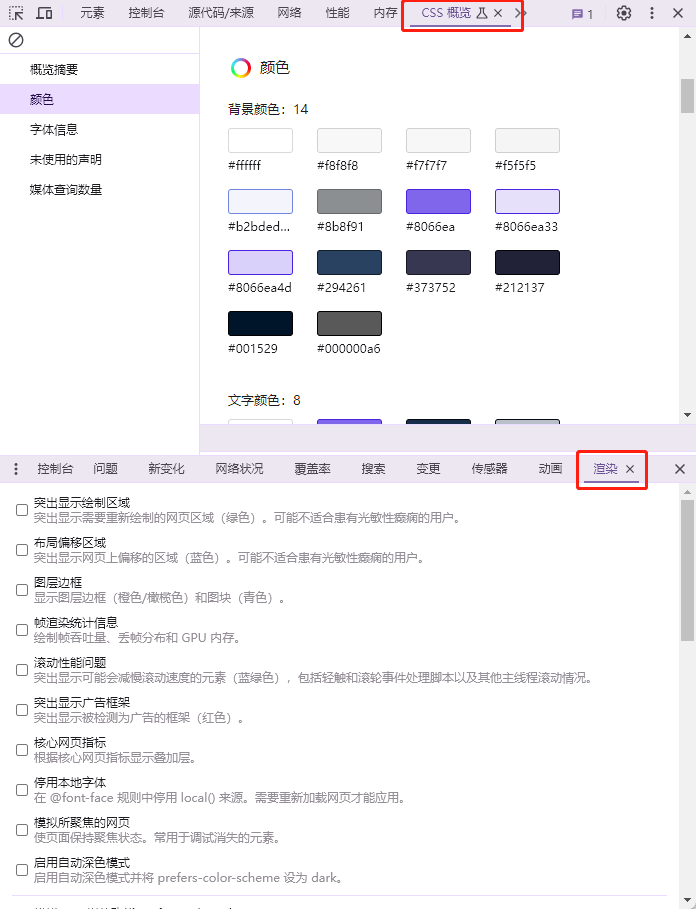 元素 控制台 源代码/来源 网络 性能 内存 CSS 概览 1
概览摘要
颜色
字体信息
未使用的声明
媒体查询数量
颜色
背景颜色：14
#ffffff #f8f8f8 #f7f7f7 #f5f5f5
#b2bded... #8b8f91 #8066ea #8066ea33
#8066ea4d #294261 #373752 #212137
#001529 #000000a6
文字颜色：8
控制台 问题 新变化 网络状况 覆盖率 搜索 变更 传感器 动画 渲染
突出显示绘制区域
突出显示需要重新绘制的网页区域（绿色）。可能不适合患有光敏性癫痫的用户。
布局偏移区域
突出显示网页上偏移的区域（蓝色）。可能不适合患有光敏性癫痫的用户。
图层边框
显示图层边框（橙色/橄榄色）和图块（青色）。
帧渲染统计信息
绘制帧吞吐量、丢帧分布和 GPU 内存。
滚动性能问题
突出显示可能会减慢滚动速度的元素（蓝绿色），包括轻触和滚轮事件处理脚本以及其他主线程滚动情况。
突出显示广告框架
突出显示被检测为广告的框架（红色）。
核心网页指标
根据核心网页指标显示叠加层。
停用本地字体
在 @font-face 规则中停用 local() 来源。需要重新加载网页才能应用。
模拟所聚焦的网页
使页面保持聚焦状态。常用于调试消失的元素。
启用自动深色模式
启用自动深色模式并将 prefers-color-scheme 设为 dark。